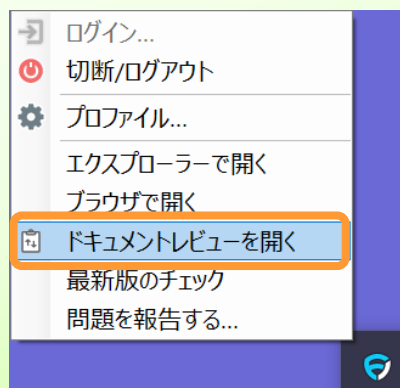 ログイン...
切断/ログアウト
プロファイル...
エクスプローラーで開く
ブラウザで開く
ドキュメントレビューを開く
最新版のチェック
問題を報告する...